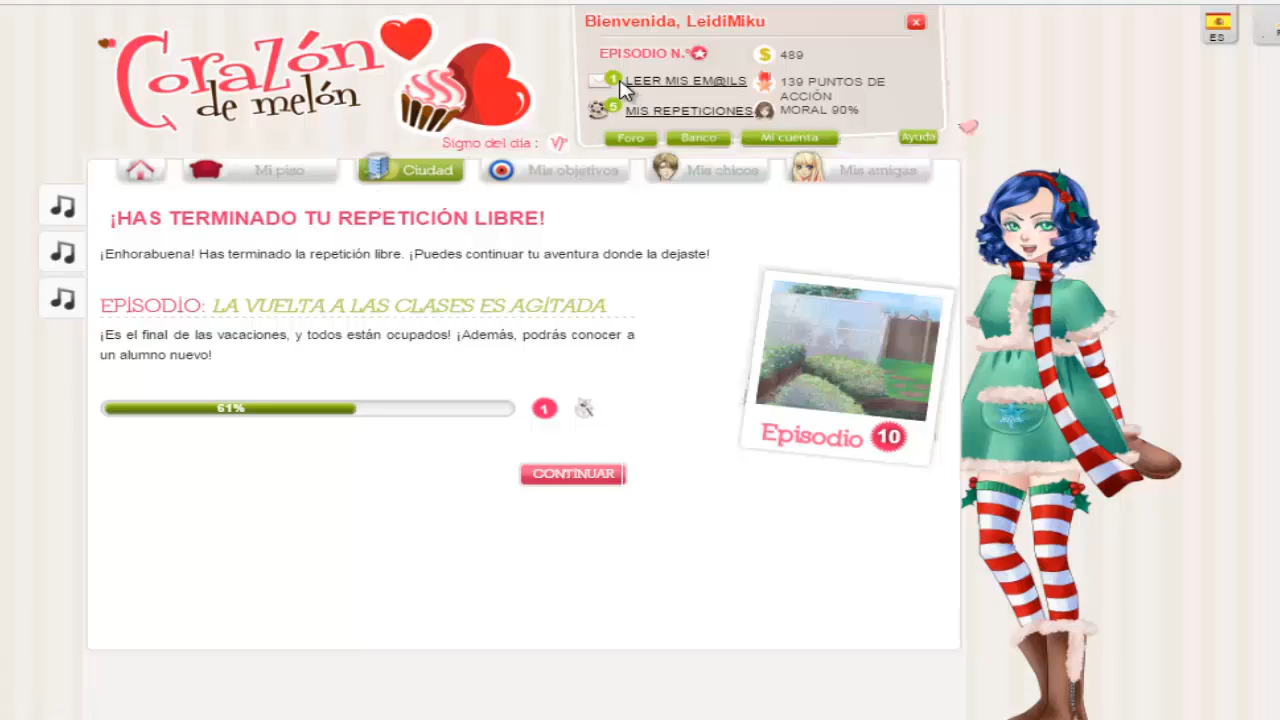 Corazón
de melón
Bienvenida, LeidiMiku
EPISODIO N.º
$ 489
1 LEER MIS EM@ILS
139 PUNTOS DE
ACCIÓN
5 MIS REPETICIONES
MORAL 90%
Foro Banco Mi cuenta Ayuda
Signo del día :
ES
Mi piso Ciudad Mis objetivos Mis chicos Mis amigas
¡HAS TERMINADO TU REPETICIÓN LIBRE!
¡Enhorabuena! Has terminado la repetición libre. ¡Puedes continuar tu aventura donde la dejaste!
EPISODIO: LA VUELTA A LAS CLASES ES AGITADA
¡Es el final de las vacaciones, y todos están ocupados! ¡Además, podrás conocer a
un alumno nuevo!
61% 1
Episodio 10
CONTINUAR